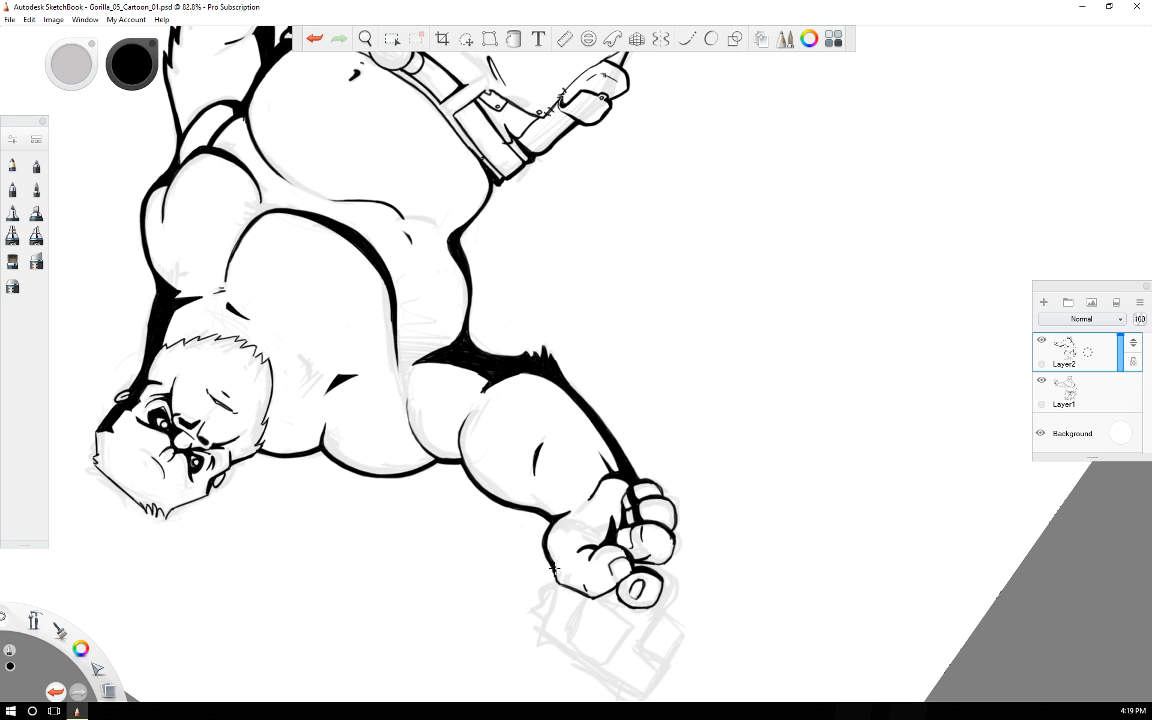 Autodesk SketchBook - Gorilla_05_Cartoon_01.psd @ 82.8% - Pro Subscription
File Edit Image Window My Account Help
T
Normal
100
Layer2
Layer1
Background
4:19 PM